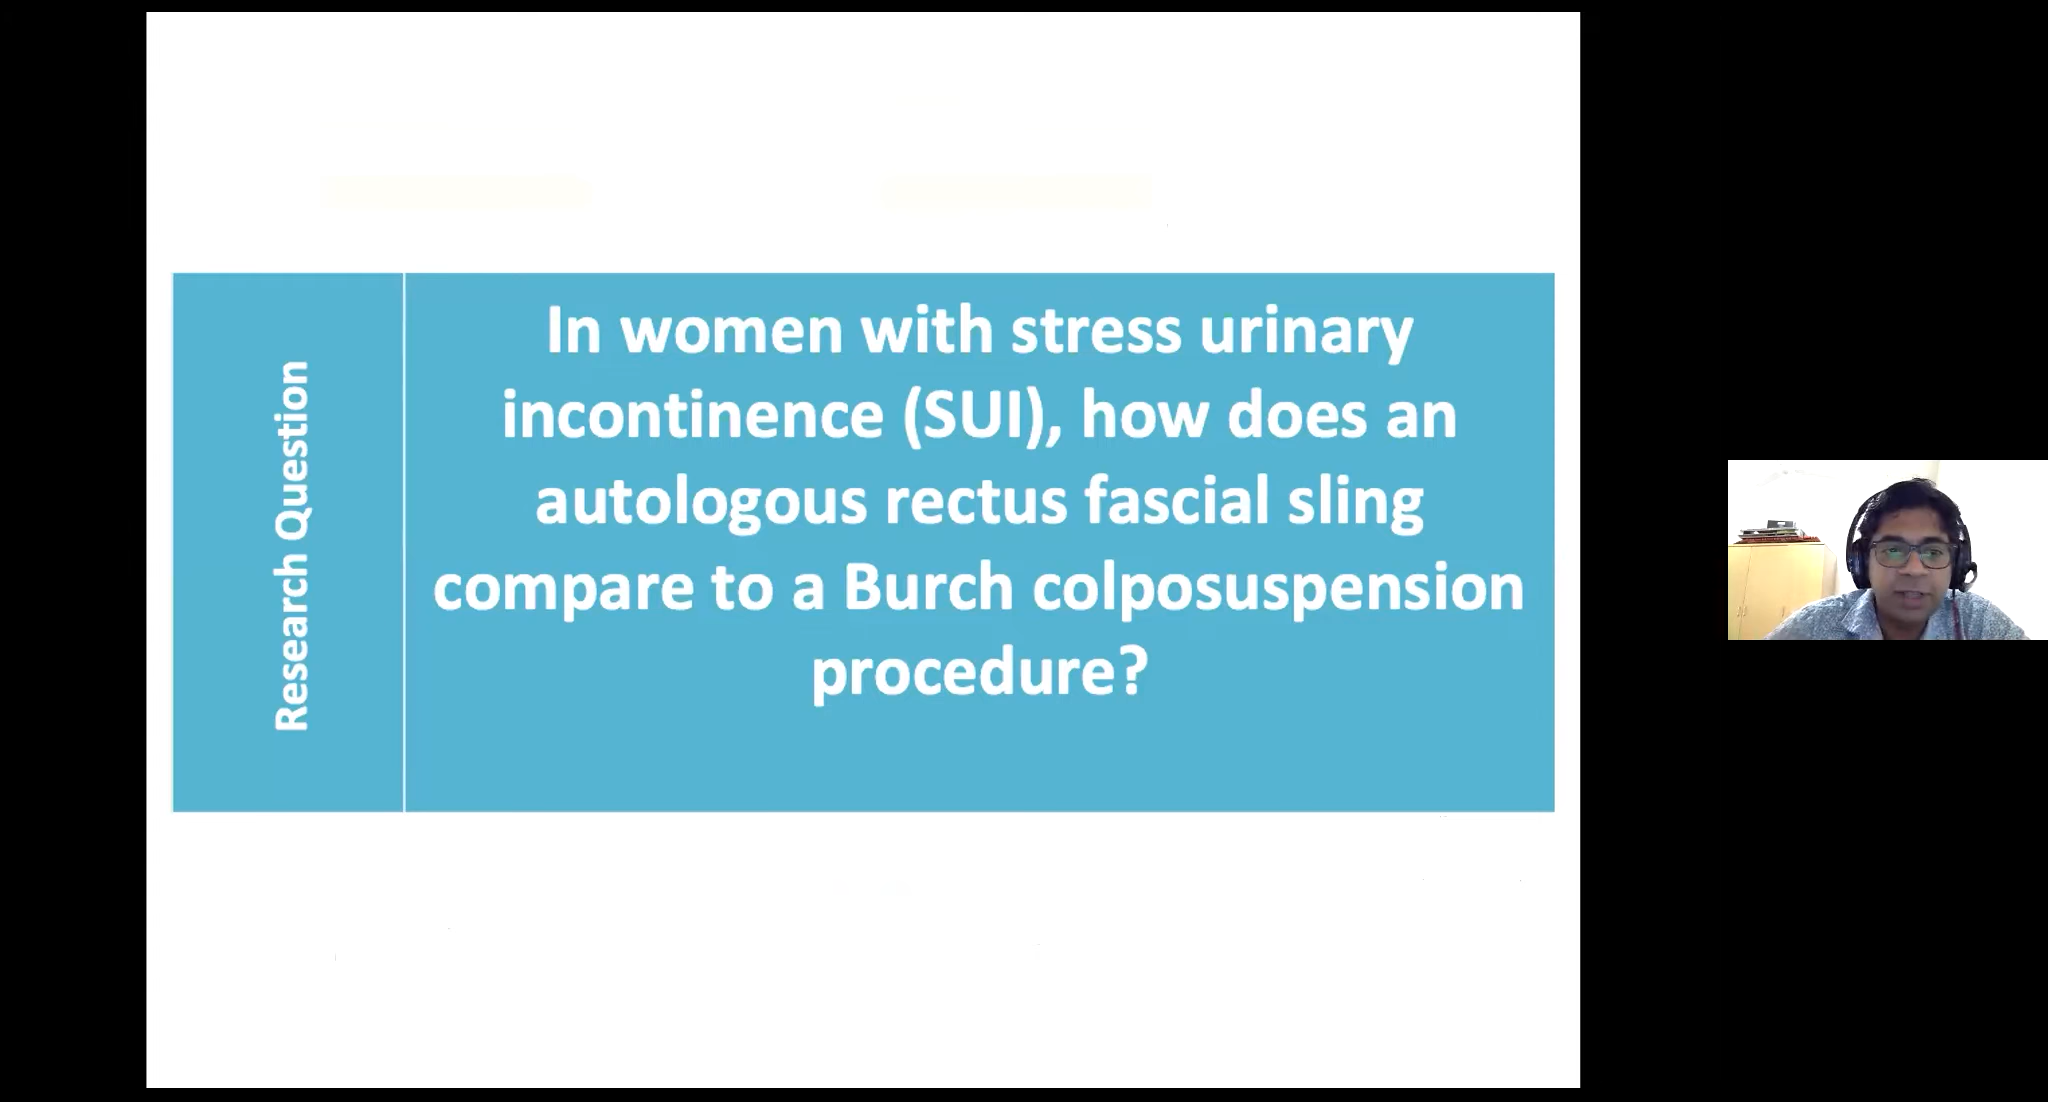 Research Question
In women with stress urinary
incontinence (SUI), how does an
autologous rectus fascial sling
compare to a Burch colposuspension
procedure?